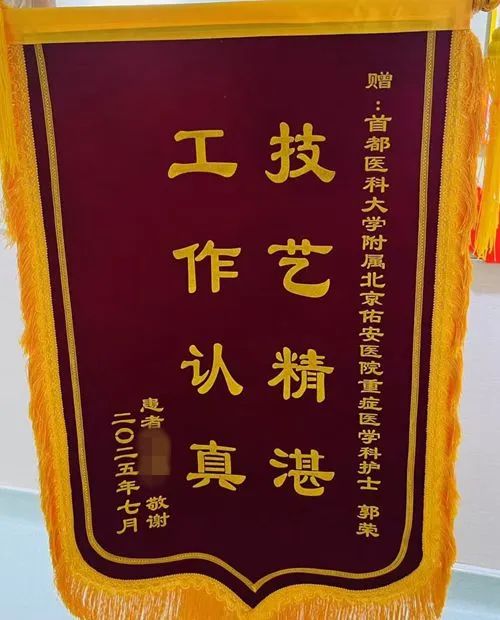 赠：首都医科大学附属北京佑安医院重症医学科护士 郭荣
技艺精湛
工作认真
患者 敬谢
二〇二五年七月